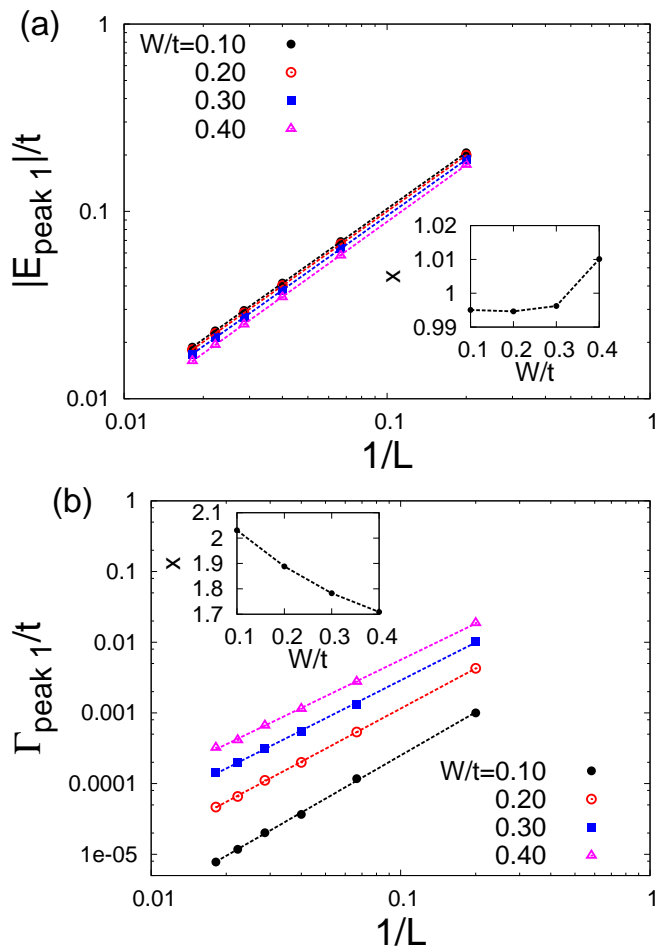 (a)
1
0.1
0.01
|E_peak 1|/t
W/t=0.10
0.20
0.30
0.40
1.02
1.01
1
0.99
x
0.1 0.2 0.3 0.4
W/t
0.01 0.1 1
1/L
(b)
1
0.1
0.01
0.001
0.0001
1e-05
Γ_peak 1/t
2.1
2
1.9
1.8
1.7
x
0.1 0.2 0.3 0.4
W/t
W/t=0.10
0.20
0.30
0.40
0.01 0.1 1
1/L